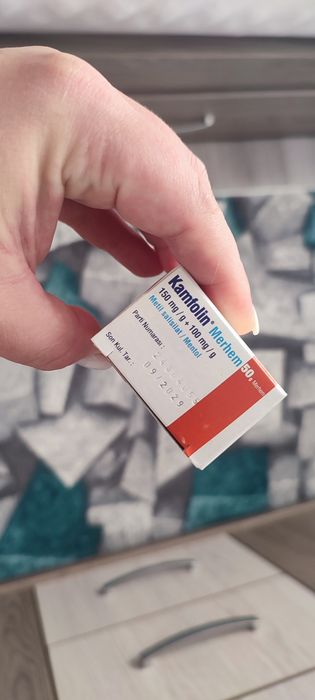 Kamfolin® Merhem
150 mg / g + 100 mg / g
Metil salisilat / Mentol
50 g Merhem
Parti Numarası :
Son Kul. Tar. :
09.2029